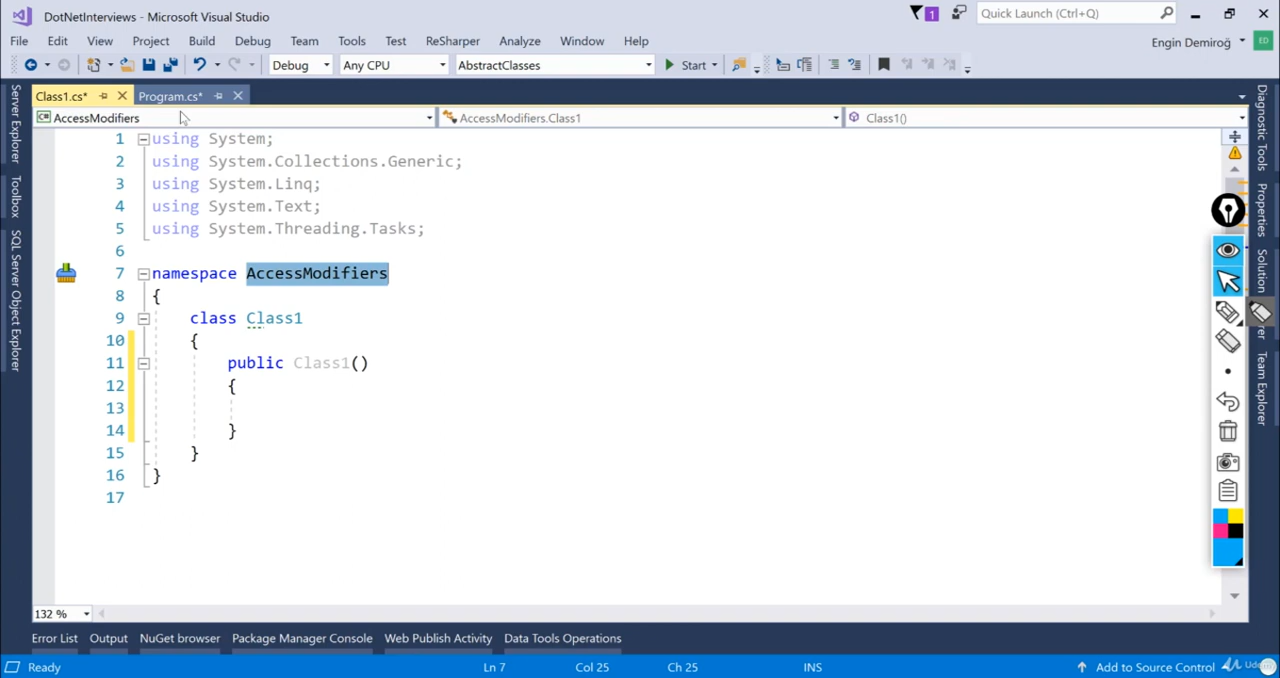 DotNetInterviews - Microsoft Visual Studio
1
Quick Launch (Ctrl+Q)
File Edit View Project Build Debug Team Tools Test ReSharper Analyze Window Help
Engin Demiroğ
ED
Debug Any CPU AbstractClasses Start
Class1.cs* Program.cs*
AccessModifiers AccessModifiers.Class1 Class1()
1 using System;
2 using System.Collections.Generic;
3 using System.Linq;
4 using System.Text;
5 using System.Threading.Tasks;
6
7 namespace AccessModifiers
8 {
9 class Class1
10 {
11 public Class1()
12 {
13
14 }
15 }
16 }
17
Server Explorer
Toolbox
SQL Server Object Explorer
Diagnostic Tools
Properties
Solution
er
Team Explorer
132 %
Error List Output NuGet browser Package Manager Console Web Publish Activity Data Tools Operations
Ready Ln 7 Col 25 Ch 25 INS Add to Source Control
Udemy